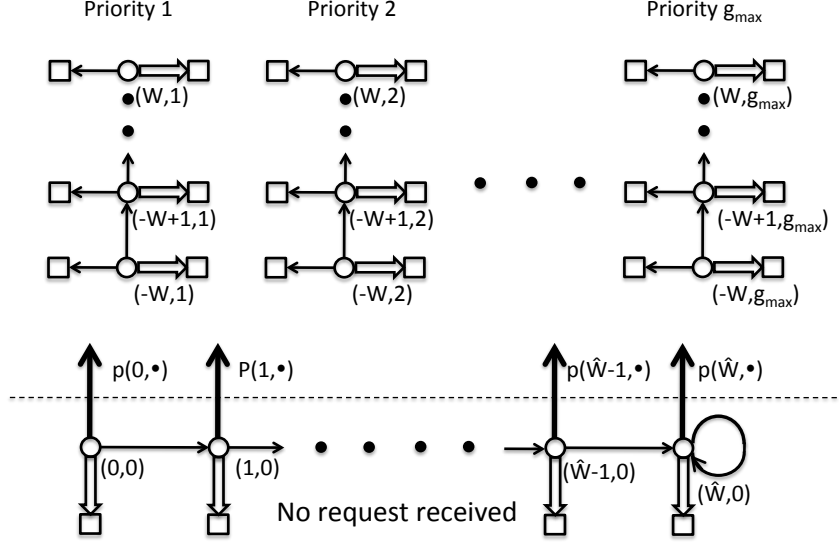 Priority 1 Priority 2 Priority gmax
(W,1) (W,2) (W,gmax)
(-W+1,1) (-W+1,2) (-W+1,gmax)
(-W,1) (-W,2) (-W,gmax)
p(0,•) P(1,•) p(Ŵ-1,•) p(Ŵ,•)
(0,0) (1,0) (Ŵ-1,0) (Ŵ,0)
No request received